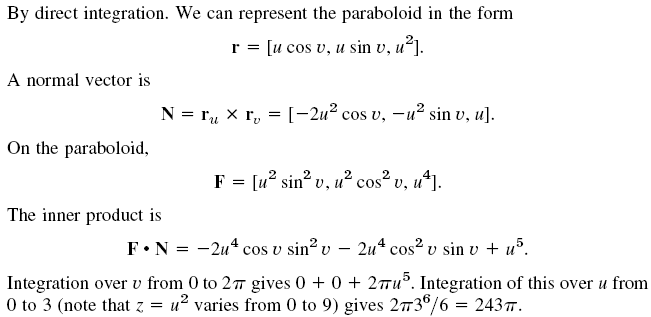 By direct integration. We can represent the paraboloid in the form
r = [u cos v, u sin v, u²].
A normal vector is
N = rᵤ × rᵥ = [−2u² cos v, −u² sin v, u].
On the paraboloid,
F = [u² sin² v, u² cos² v, u⁴].
The inner product is
F • N = −2u⁴ cos v sin² v − 2u⁴ cos² v sin v + u⁵.
Integration over v from 0 to 2π gives 0 + 0 + 2πu⁵. Integration of this over u from
0 to 3 (note that z = u² varies from 0 to 9) gives 2π3⁶/6 = 243π.